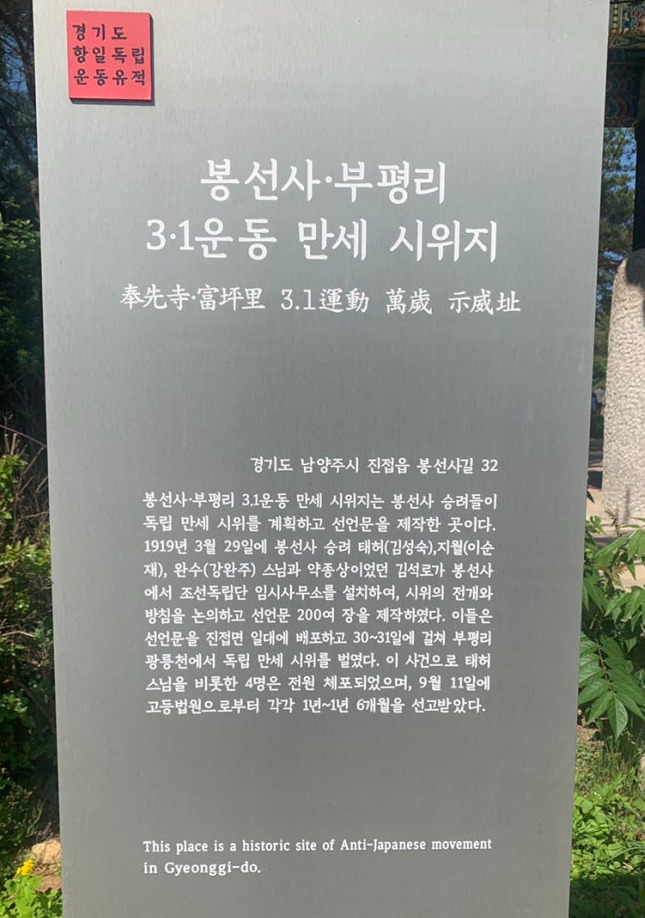 경기도
항일독립
운동유적
봉선사·부평리
3·1운동 만세 시위지
奉先寺·富坪里 3.1運動 萬歲 示威址
경기도 남양주시 진접읍 봉선사길 32
봉선사·부평리 3.1운동 만세 시위지는 봉선사 승려들이
독립 만세 시위를 계획하고 선언문을 제작한 곳이다.
1919년 3월 29일에 봉선사 승려 태허(김성숙),지월(이순
재), 완수(강완주) 스님과 약종상이었던 김석로가 봉선사
에서 조선독립단 임시사무소를 설치하여, 시위의 전개와
방침을 논의하고 선언문 200여 장을 제작하였다. 이들은
선언문을 진접면 일대에 배포하고 30~31일에 걸쳐 부평리
광릉천에서 독립 만세 시위를 벌였다. 이 사건으로 태허
스님을 비롯한 4명은 전원 체포되었으며, 9월 11일에
고등법원으로부터 각각 1년~1년 6개월을 선고받았다.
This place is a historic site of Anti-Japanese movement
in Gyeonggi-do.